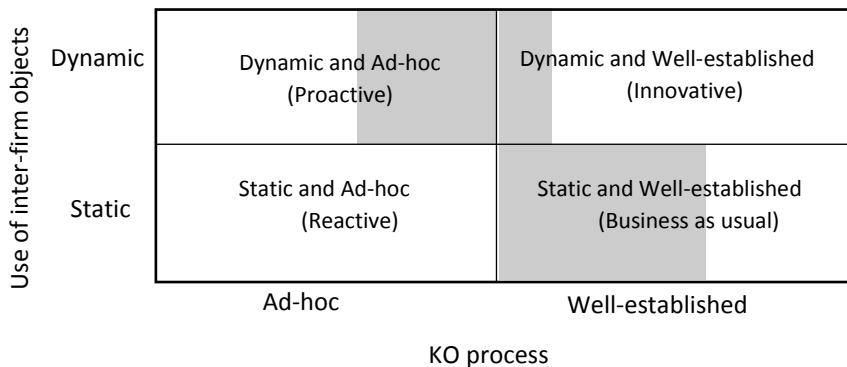 Use of inter-firm objects
Dynamic
Dynamic and Ad-hoc
(Proactive)
Dynamic and Well-established
(Innovative)
Static
Static and Ad-hoc
(Reactive)
Static and Well-established
(Business as usual)
Ad-hoc
Well-established
KO process